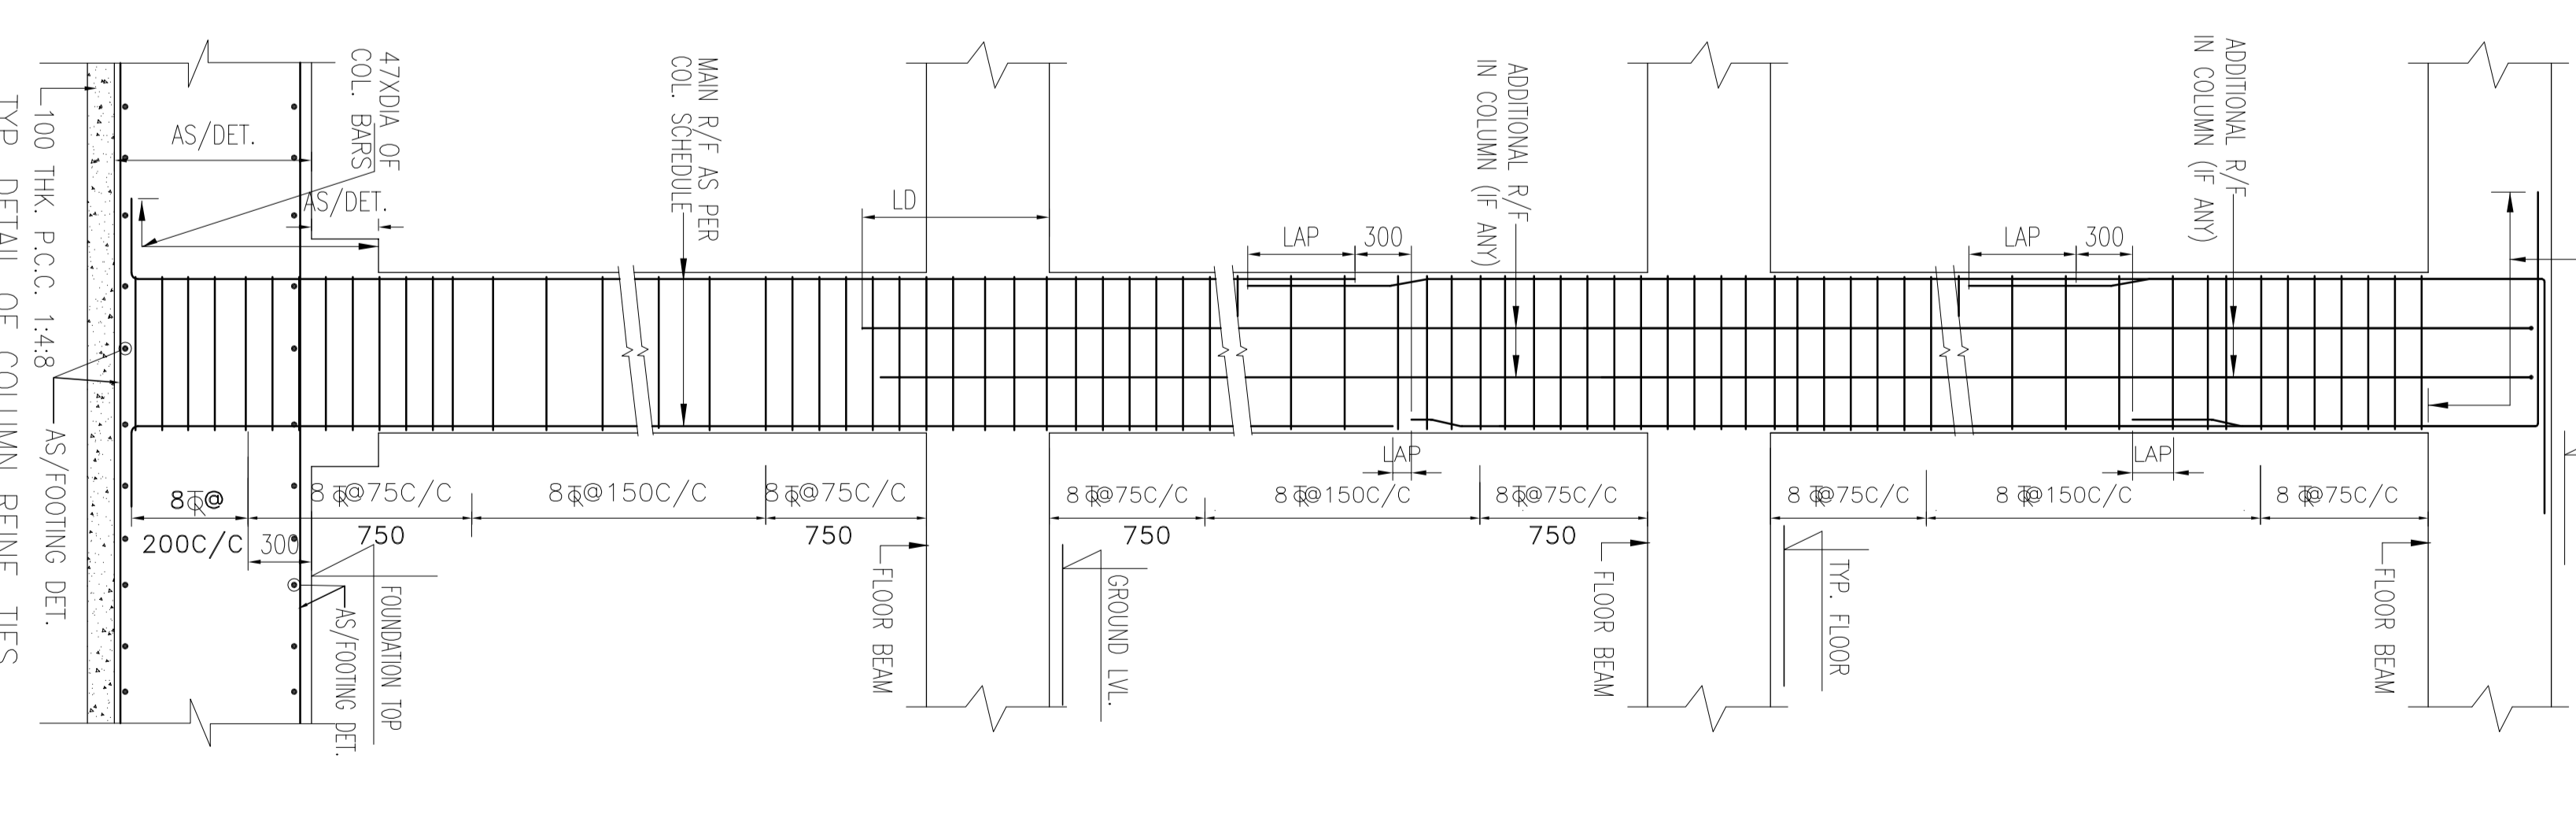 ADDITIONAL R/F
IN COLUMN (IF ANY)
ADDITIONAL R/F
IN COLUMN (IF ANY)
MAIN R/F AS PER
COL. SCHEDULE
47XDIA OF
COL. BARS
AS/DET.
AS/DET.
LD
LAP
300
LAP
300
LAP
LAP
8 @
200C/C
300
8 @75C/C
750
8 @150C/C
8 @75C/C
750
8 @75C/C
750
8 @150C/C
8 @75C/C
750
8 @75C/C
8 @150C/C
8 @75C/C
FLOOR BEAM
GROUND LVL.
FLOOR BEAM
TYP. FLOOR
FLOOR BEAM
FOUNDATION TOP
AS/FOOTING DET.
AS/FOOTING DET.
100 THK. P.C.C. 1:4:8
TYP. DETAIL OF COLUMN REINF. TIES